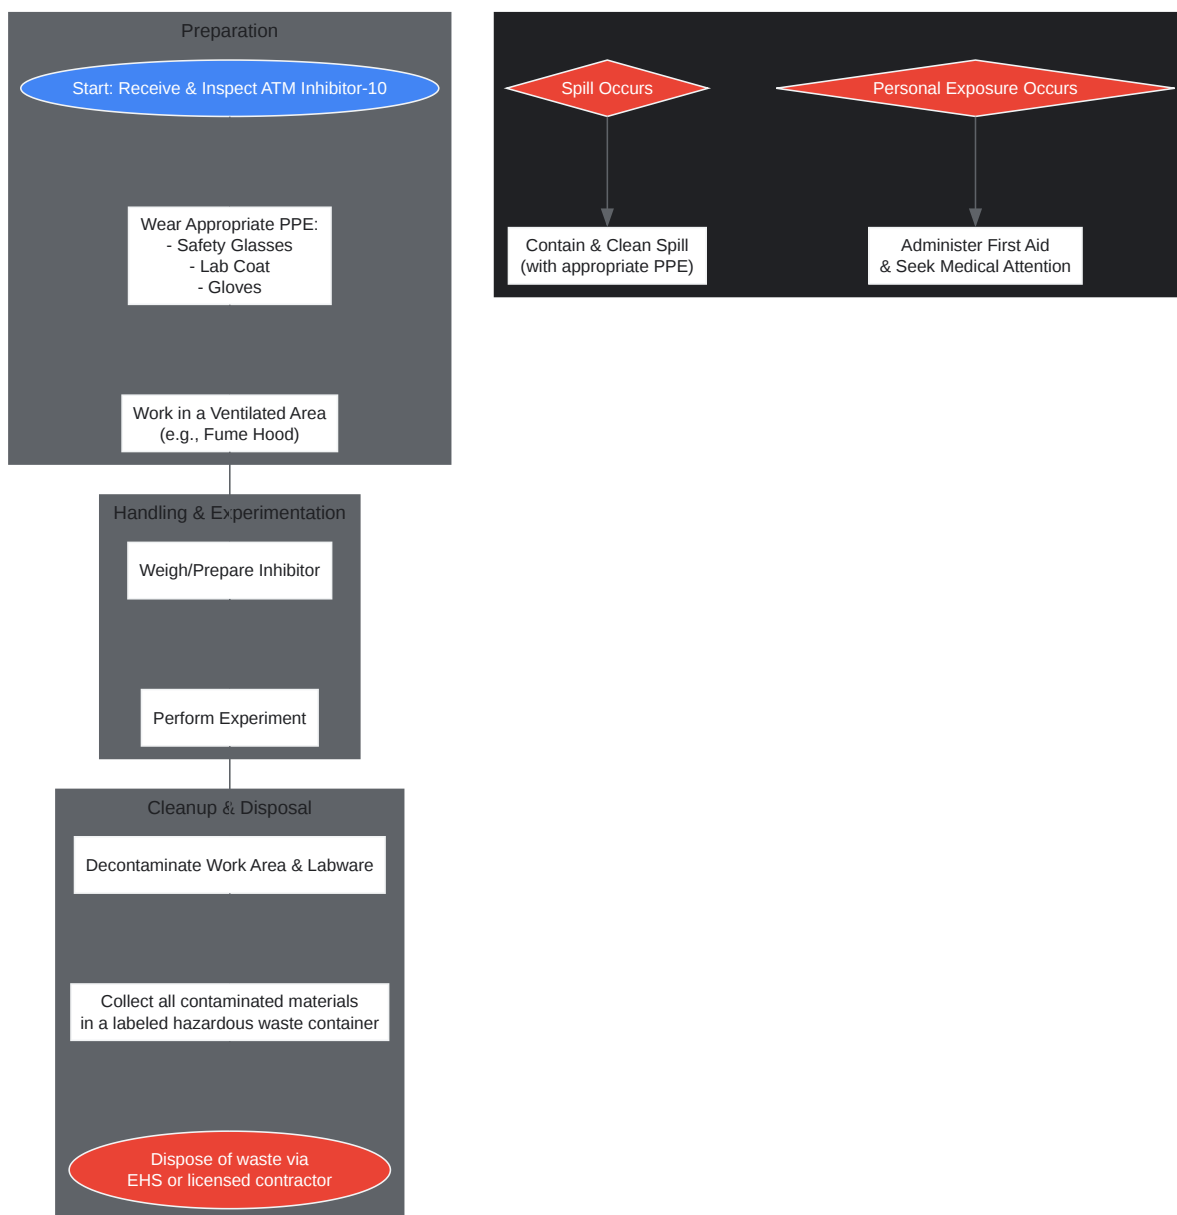 Preparation
Start: Receive & Inspect ATM Inhibitor-10
Wear Appropriate PPE:
- Safety Glasses
- Lab Coat
- Gloves
Work in a Ventilated Area
(e.g., Fume Hood)
Handling & Experimentation
Weigh/Prepare Inhibitor
Perform Experiment
Cleanup & Disposal
Decontaminate Work Area & Labware
Collect all contaminated materials
in a labeled hazardous waste container
Dispose of waste via
EHS or licensed contractor
Spill Occurs
Contain & Clean Spill
(with appropriate PPE)
Personal Exposure Occurs
Administer First Aid
& Seek Medical Attention